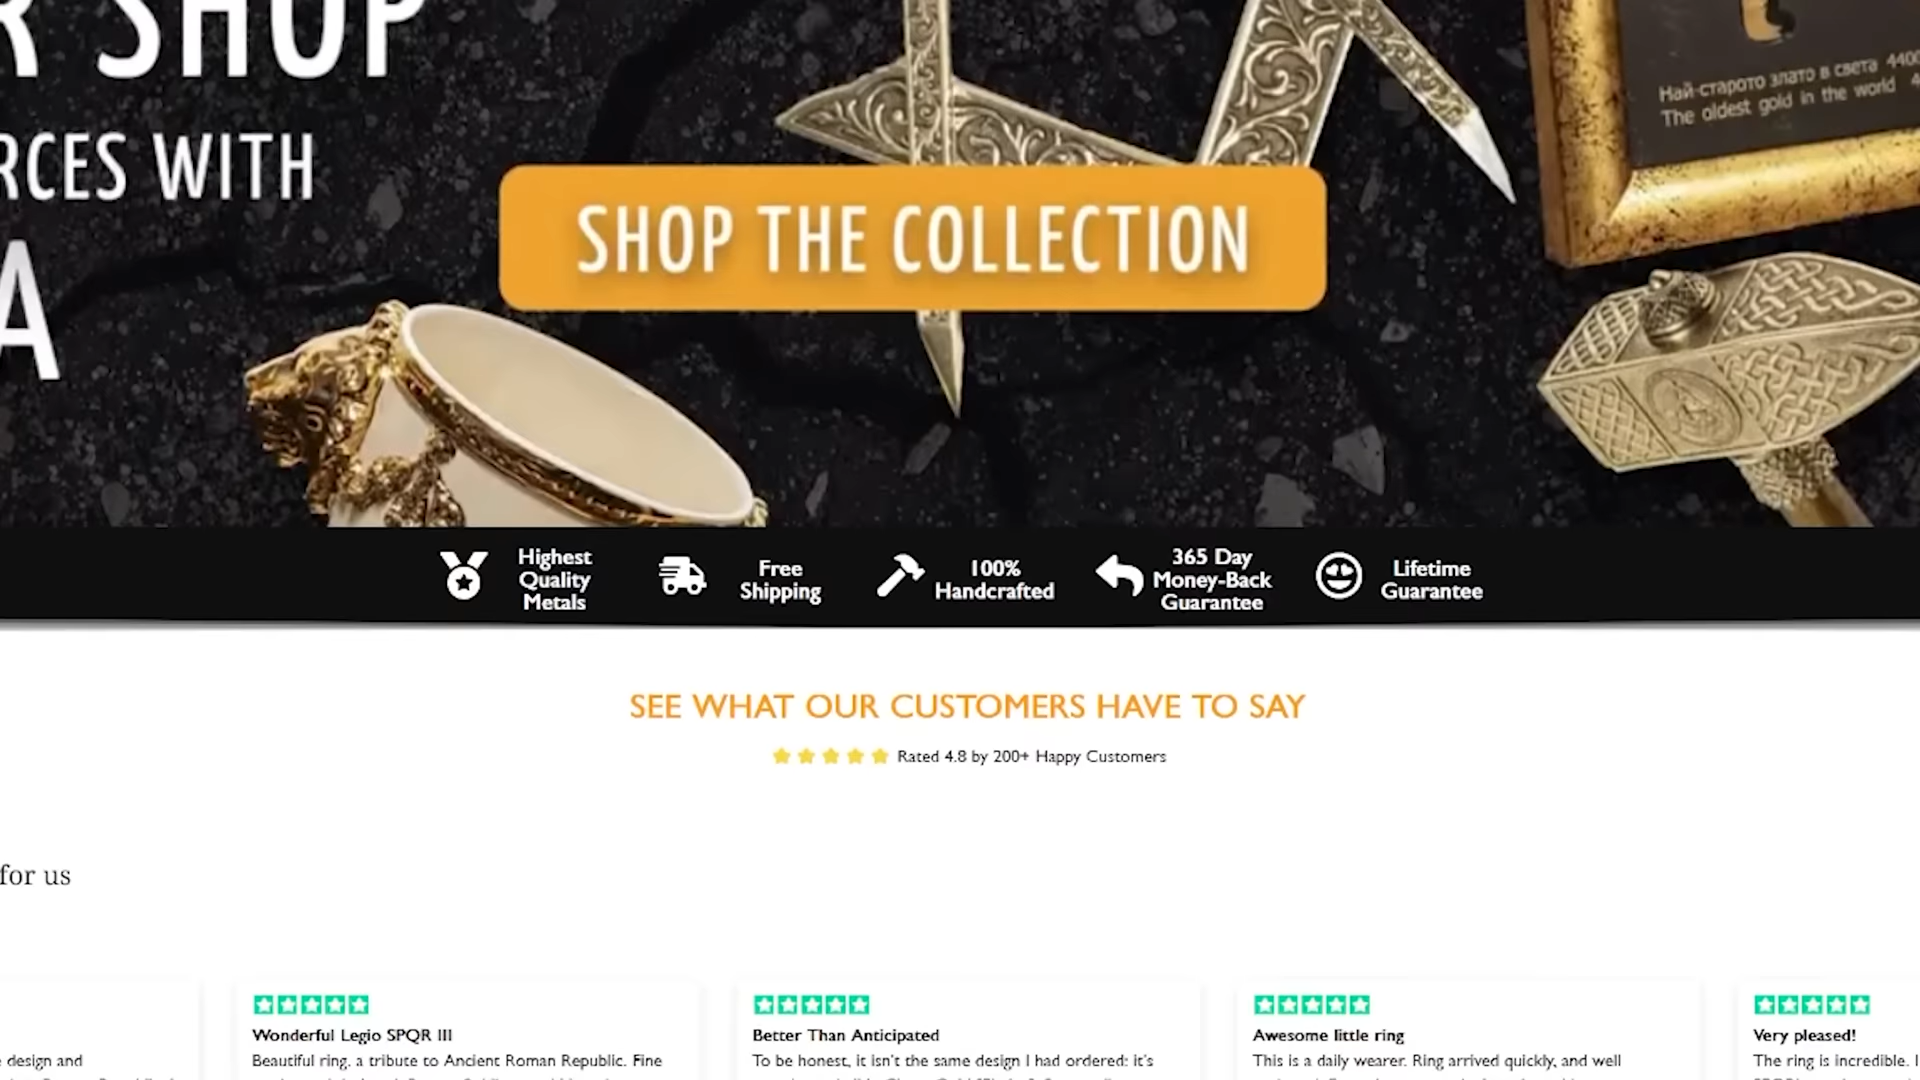 R SHOP
RCES WITH
A
SHOP THE COLLECTION
Най-старото злато в света 4400
The oldest gold in the world 4
Highest
Quality
Metals
Free
Shipping
100%
Handcrafted
365 Day
Money-Back
Guarantee
Lifetime
Guarantee
SEE WHAT OUR CUSTOMERS HAVE TO SAY
Rated 4.8 by 200+ Happy Customers
for us
design and
Wonderful Legio SPQR III
Beautiful ring, a tribute to Ancient Roman Republic. Fine
Better Than Anticipated
To be honest, it isn't the same design I had ordered: it's
Awesome little ring
This is a daily wearer. Ring arrived quickly, and well
Very pleased!
The ring is incredible. I